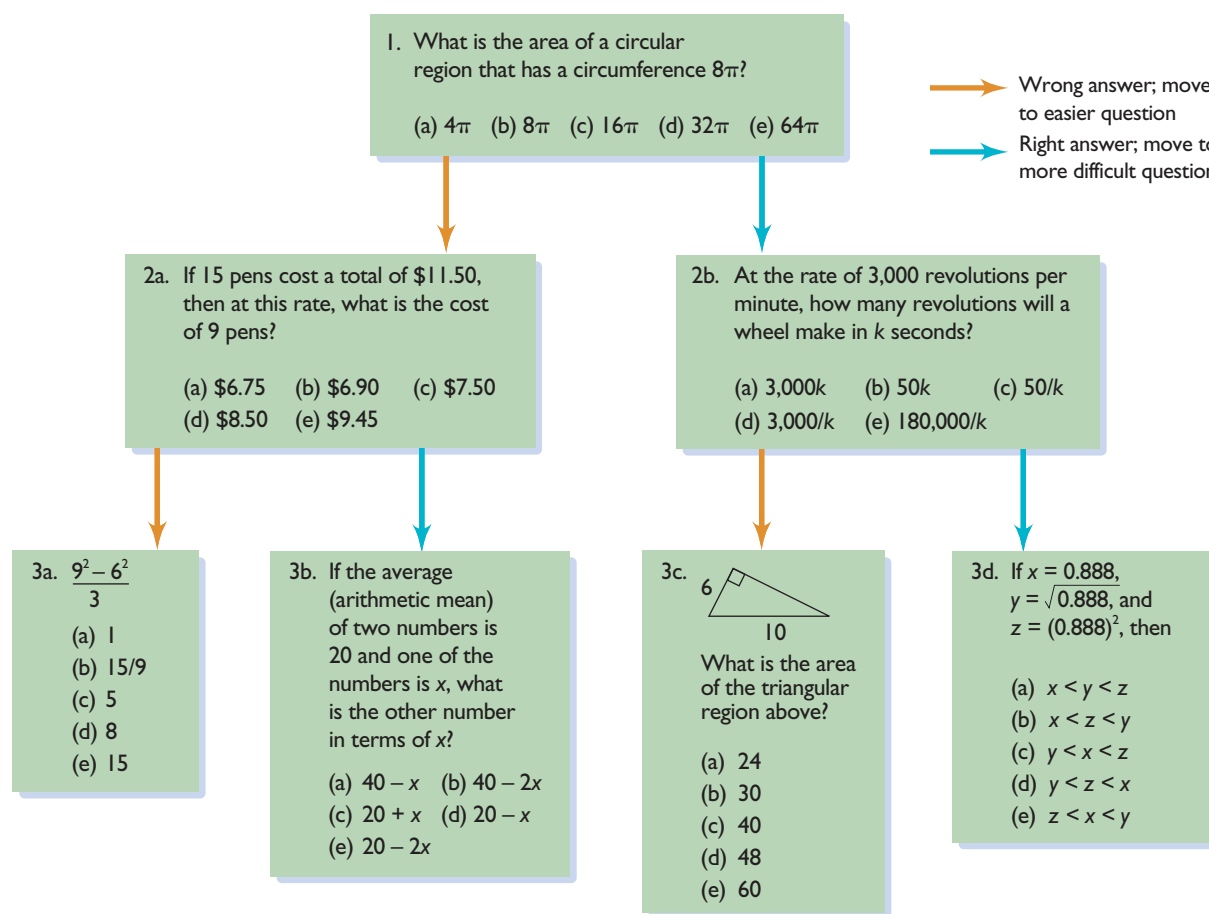 1. What is the area of a circular
region that has a circumference 8π?
(a) 4π (b) 8π (c) 16π (d) 32π (e) 64π
Wrong answer; move
to easier question
Right answer; move to
more difficult question
2a. If 15 pens cost a total of $11.50,
then at this rate, what is the cost
of 9 pens?
(a) $6.75 (b) $6.90 (c) $7.50
(d) $8.50 (e) $9.45
2b. At the rate of 3,000 revolutions per
minute, how many revolutions will a
wheel make in k seconds?
(a) 3,000k (b) 50k (c) 50/k
(d) 3,000/k (e) 180,000/k
3a. 9² – 6²
3
(a) 1
(b) 15/9
(c) 5
(d) 8
(e) 15
3b. If the average
(arithmetic mean)
of two numbers is
20 and one of the
numbers is x, what
is the other number
in terms of x?
(a) 40 – x (b) 40 – 2x
(c) 20 + x (d) 20 – x
(e) 20 – 2x
3c. 6
10
What is the area
of the triangular
region above?
(a) 24
(b) 30
(c) 40
(d) 48
(e) 60
3d. If x = 0.888,
y = √0.888, and
z = (0.888)², then
(a) x < y < z
(b) x < z < y
(c) y < x < z
(d) y < z < x
(e) z < x < y